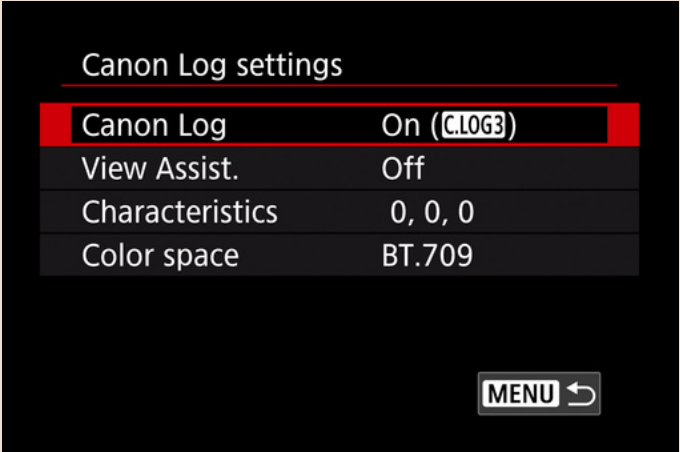 Canon Log settings
Canon Log On (C.LOG3)
View Assist. Off
Characteristics 0, 0, 0
Color space BT.709
MENU